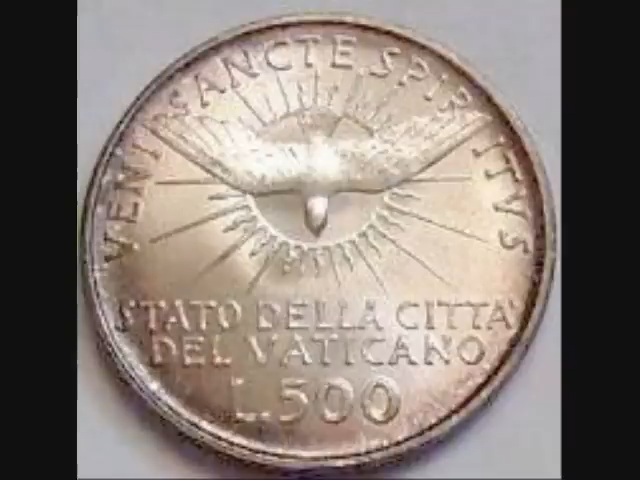 VENI SANCTE SPIRITVS
STATO DELLA CITTA'
DEL VATICANO
L.500